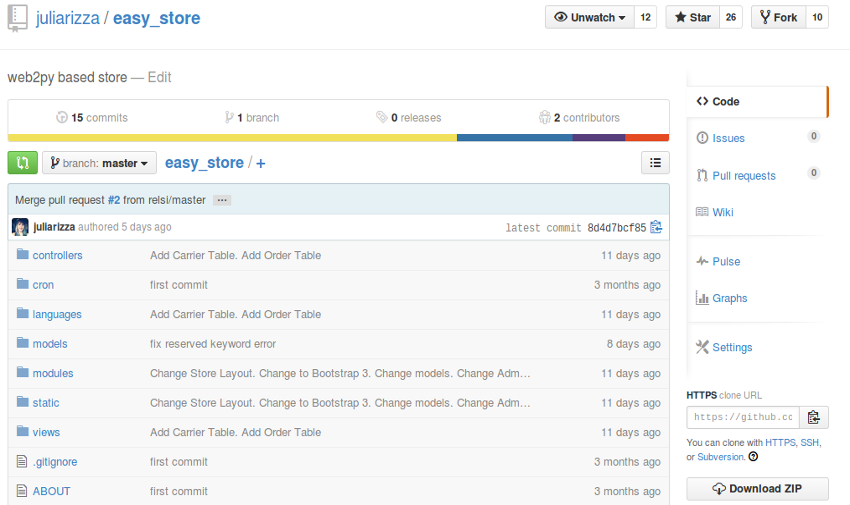 juliarizza / easy_store
Unwatch 12 Star 26 Fork 10
web2py based store — Edit
15 commits 1 branch 0 releases 2 contributors
branch: master easy_store / +
Merge pull request #2 from relsi/master ...
juliarizza authored 5 days ago latest commit 8d4d7bcf85
controllers Add Carrier Table. Add Order Table 11 days ago
cron first commit 3 months ago
languages Add Carrier Table. Add Order Table 11 days ago
models fix reserved keyword error 8 days ago
modules Change Store Layout. Change to Bootstrap 3. Change models. Change Adm... 11 days ago
static Change Store Layout. Change to Bootstrap 3. Change models. Change Adm... 11 days ago
views Add Carrier Table. Add Order Table 11 days ago
.gitignore first commit 3 months ago
ABOUT first commit 3 months ago
Code
Issues 0
Pull requests 0
Wiki
Pulse
Graphs
Settings
HTTPS clone URL
https://github.cc
You can clone with HTTPS, SSH,
or Subversion.
Download ZIP